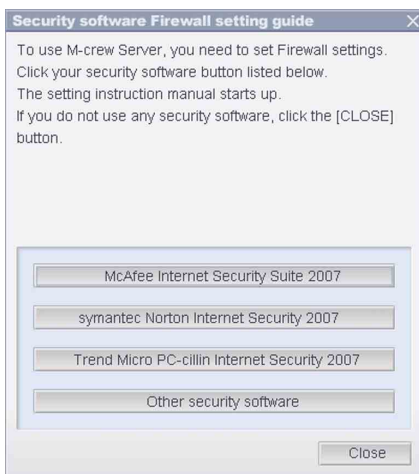 Security software Firewall setting guide
To use M-crew Server, you need to set Firewall settings.
Click your security software button listed below.
The setting instruction manual starts up.
If you do not use any security software, click the [CLOSE]
button.
McAfee Internet Security Suite 2007
symantec Norton Internet Security 2007
Trend Micro PC-cillin Internet Security 2007
Other security software
Close